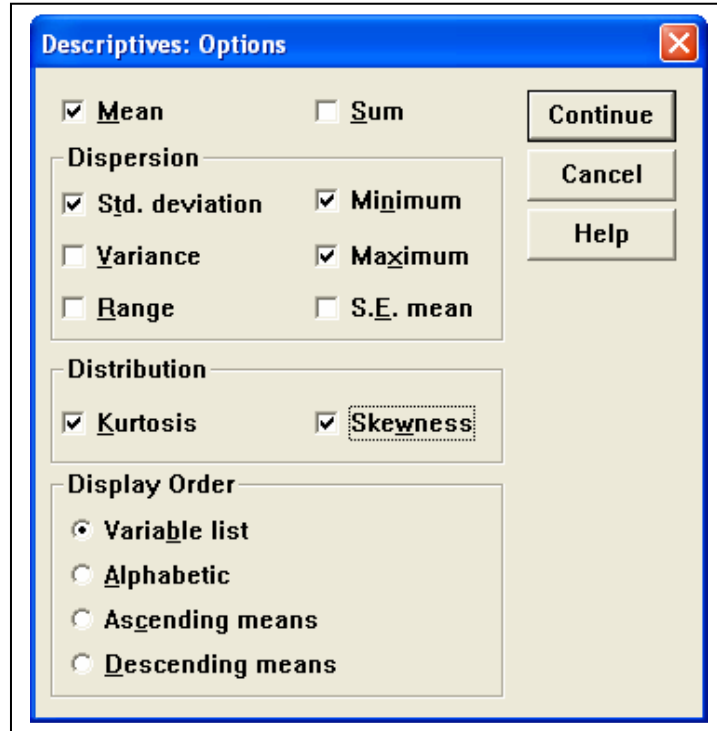 Descriptives: Options
Mean Sum Continue
Dispersion
Cancel
Std. deviation Minimum
Help
Variance Maximum
Range S.E. mean
Distribution
Kurtosis Skewness
Display Order
Variable list
Alphabetic
Ascending means
Descending means